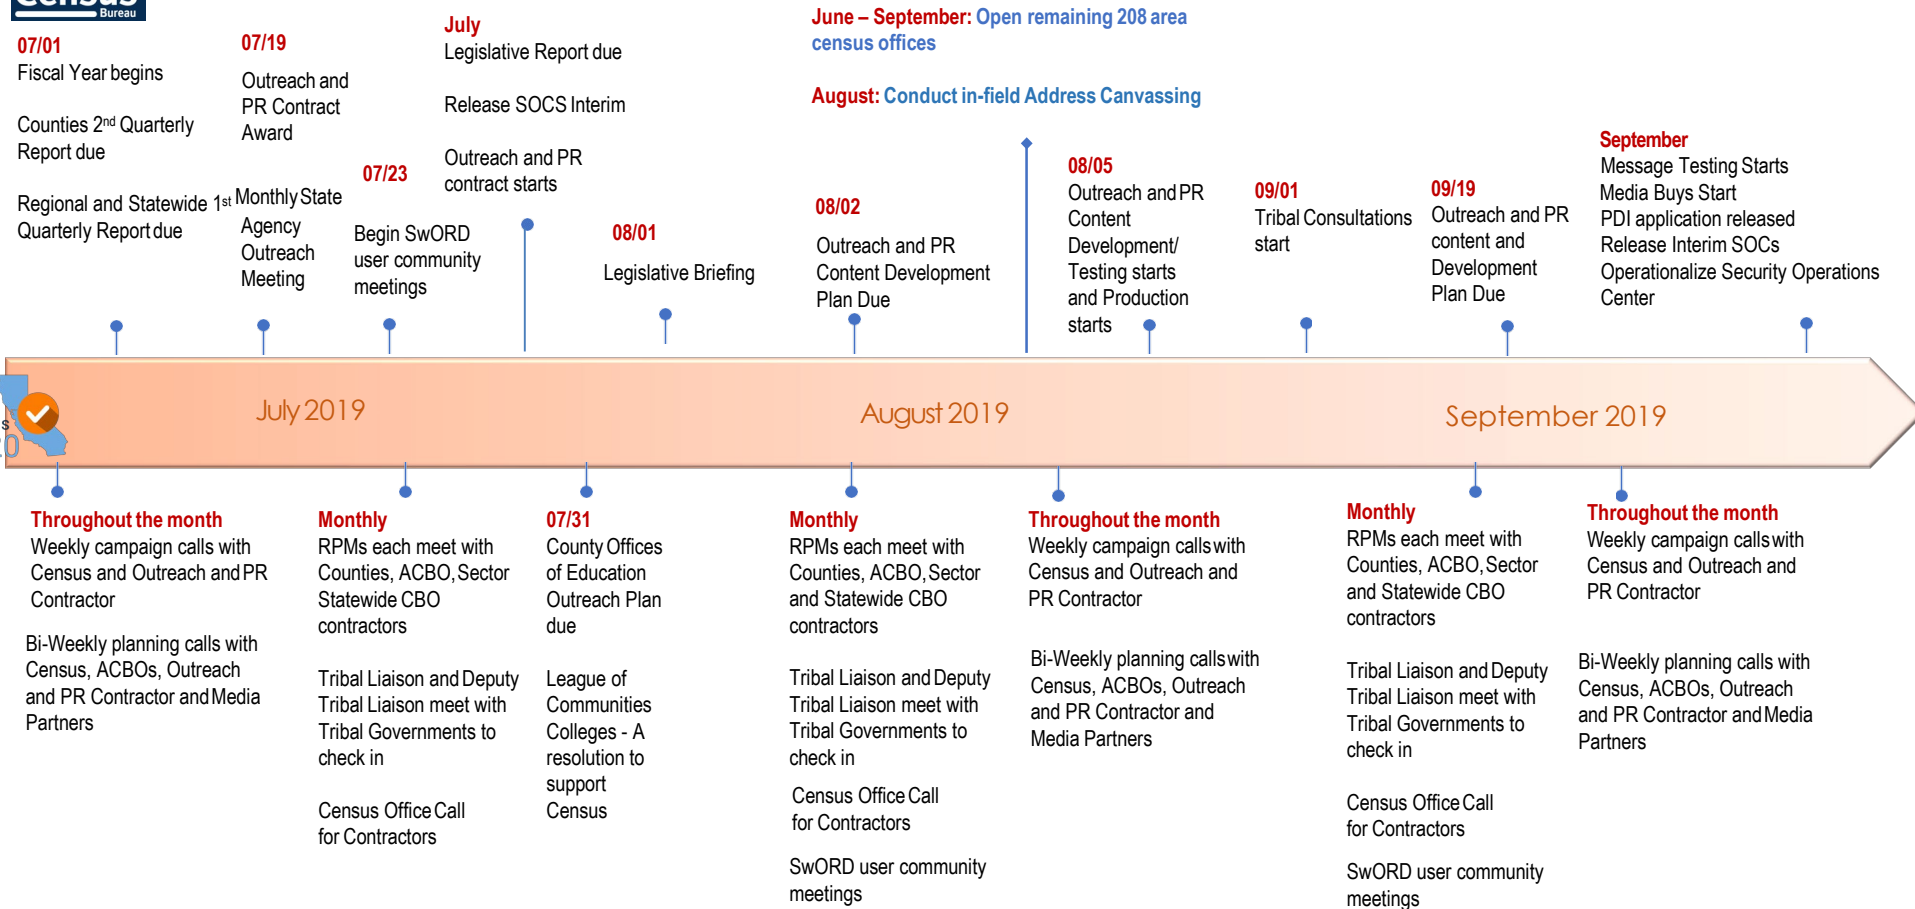 Census
Bureau
07/01
Fiscal Year begins
Counties 2nd Quarterly
Report due
Regional and Statewide 1st
Quarterly Report due
07/19
Outreach and
PR Contract
Award
Monthly State
Agency
Outreach
Meeting
07/23
Begin SwORD
user community
meetings
July
Legislative Report due
Release SOCS Interim
Outreach and PR
contract starts
08/01
Legislative Briefing
June – September: Open remaining 208 area
census offices
August: Conduct in-field Address Canvassing
08/02
Outreach and PR
Content Development
Plan Due
08/05
Outreach and PR
Content
Development/
Testing starts
and Production
starts
09/01
Tribal Consultations
start
09/19
Outreach and PR
content and
Development
Plan Due
September
Message Testing Starts
Media Buys Start
PDI application released
Release Interim SOCs
Operationalize Security Operations
Center
July 2019
August 2019
September 2019
Throughout the month
Weekly campaign calls with
Census and Outreach and PR
Contractor
Bi-Weekly planning calls with
Census, ACBOs, Outreach
and PR Contractor and Media
Partners
Monthly
RPMs each meet with
Counties, ACBO, Sector
Statewide CBO
contractors
Tribal Liaison and Deputy
Tribal Liaison meet with
Tribal Governments to
check in
Census Office Call
for Contractors
07/31
County Offices
of Education
Outreach Plan
due
League of
Communities
Colleges - A
resolution to
support
Census
Monthly
RPMs each meet with
Counties, ACBO, Sector
and Statewide CBO
contractors
Tribal Liaison and Deputy
Tribal Liaison meet with
Tribal Governments to
check in
Census Office Call
for Contractors
SwORD user community
meetings
Throughout the month
Weekly campaign calls with
Census and Outreach and
PR Contractor
Bi-Weekly planning calls with
Census, ACBOs, Outreach
and PR Contractor and
Media Partners
Monthly
RPMs each meet with
Counties, ACBO, Sector
and Statewide CBO
contractors
Tribal Liaison and Deputy
Tribal Liaison meet with
Tribal Governments to
check in
Census Office Call
for Contractors
SwORD user community
meetings
Throughout the month
Weekly campaign calls with
Census and Outreach and
PR Contractor
Bi-Weekly planning calls with
Census, ACBOs, Outreach
and PR Contractor and Media
Partners